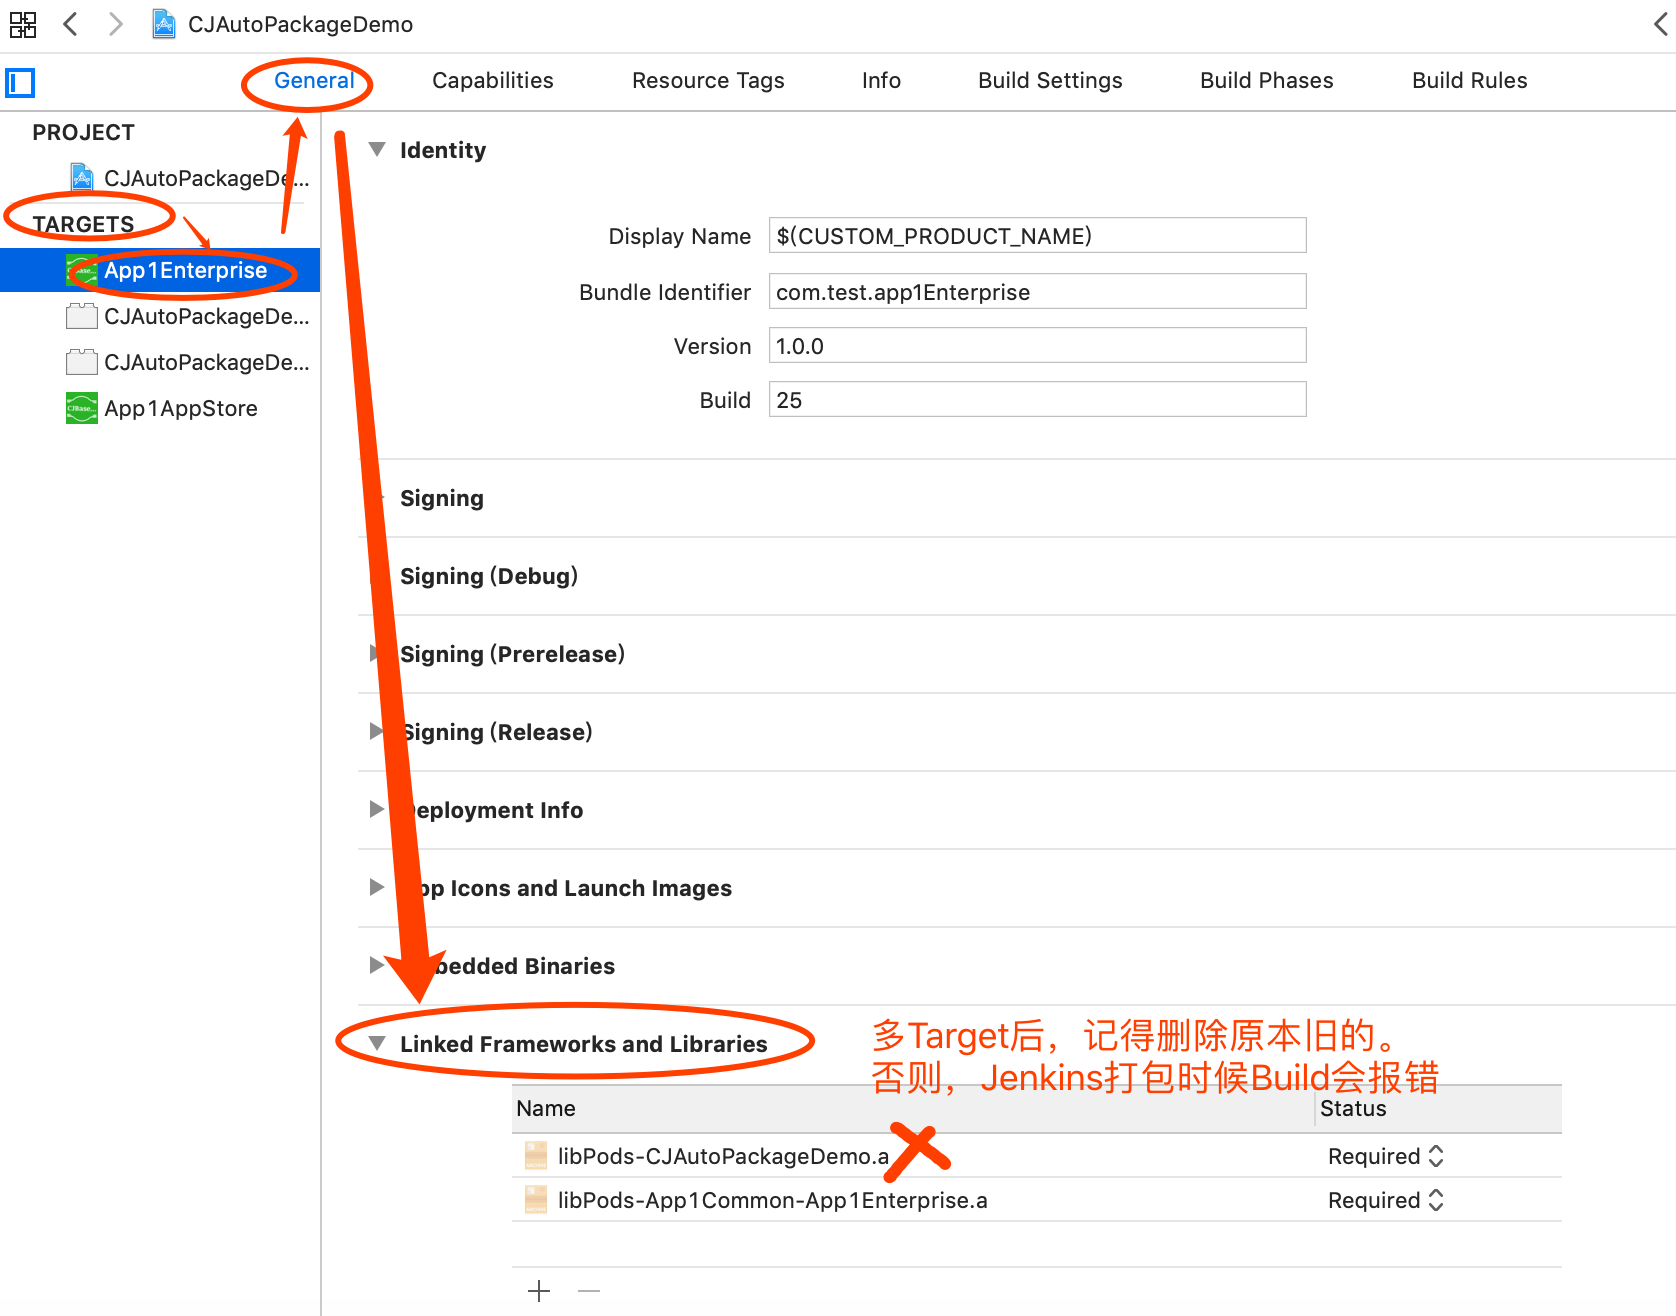 CJAutoPackageDemo
General Capabilities Resource Tags Info Build Settings Build Phases Build Rules
PROJECT
CJAutoPackageDe...
TARGETS
App1Enterprise
CJAutoPackageDe...
CJAutoPackageDe...
App1AppStore
Identity
Display Name $(CUSTOM_PRODUCT_NAME)
Bundle Identifier com.test.app1Enterprise
Version 1.0.0
Build 25
Signing
Signing (Debug)
Signing (Prerelease)
Signing (Release)
Deployment Info
App Icons and Launch Images
Embedded Binaries
Linked Frameworks and Libraries
多Target后，记得删除原本旧的。
否则，Jenkins打包时候Build会报错
Name Status
libPods-CJAutoPackageDemo.a Required
libPods-App1Common-App1Enterprise.a Required